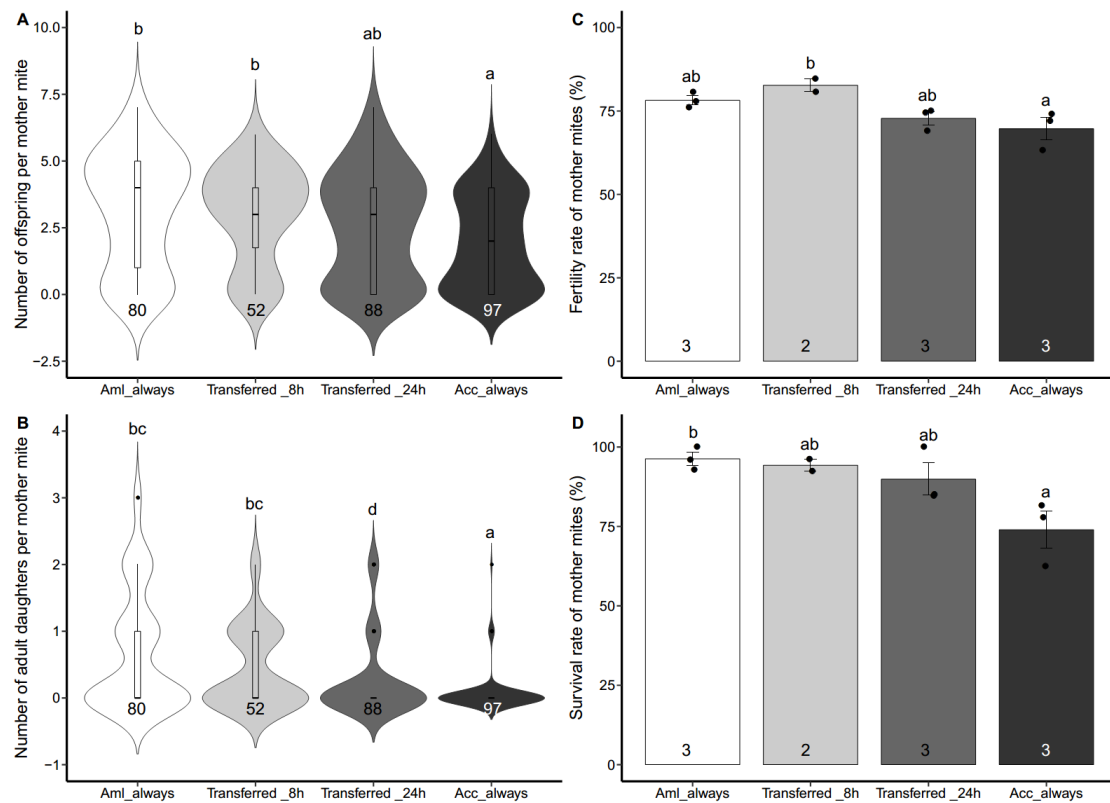 A
Number of offspring per mother mite
10.0
7.5
5.0
2.5
0.0
−2.5
b
b
ab
a
80
52
88
97
Aml_always
Transferred _8h
Transferred _24h
Acc_always
C
Fertility rate of mother mites (%)
100
75
50
25
0
ab
b
ab
a
3
2
3
3
Aml_always
Transferred _8h
Transferred _24h
Acc_always
B
Number of adult daughters per mother mite
4
3
2
1
0
−1
bc
bc
d
a
80
52
88
97
Aml_always
Transferred _8h
Transferred _24h
Acc_always
D
Survival rate of mother mites (%)
100
75
50
25
0
b
ab
ab
a
3
2
3
3
Aml_always
Transferred _8h
Transferred _24h
Acc_always